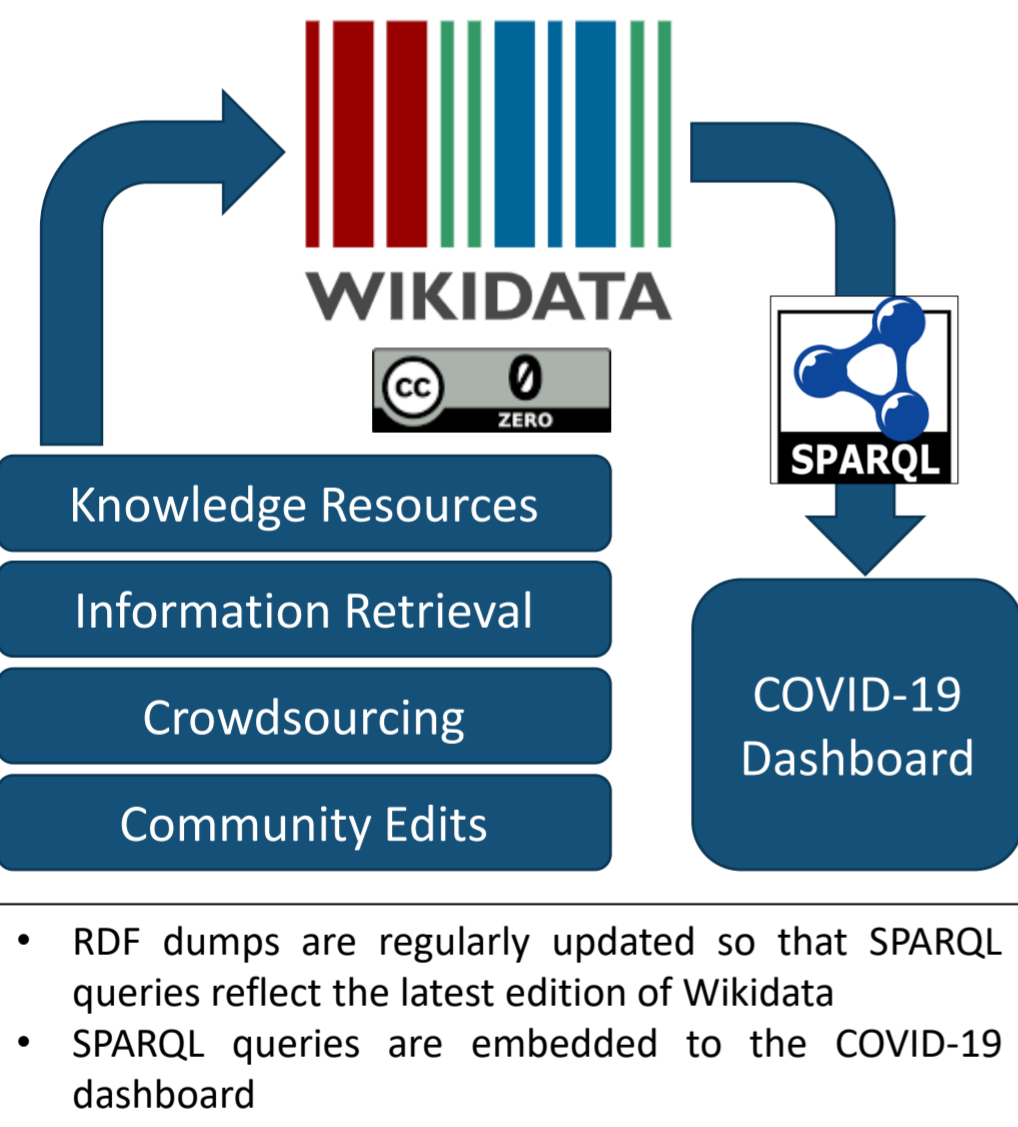 WIKIDATA
cc 0
ZERO
SPARQL
Knowledge Resources
Information Retrieval
Crowdsourcing
Community Edits
COVID-19
Dashboard
• RDF dumps are regularly updated so that SPARQL
queries reflect the latest edition of Wikidata
• SPARQL queries are embedded to the COVID-19
dashboard